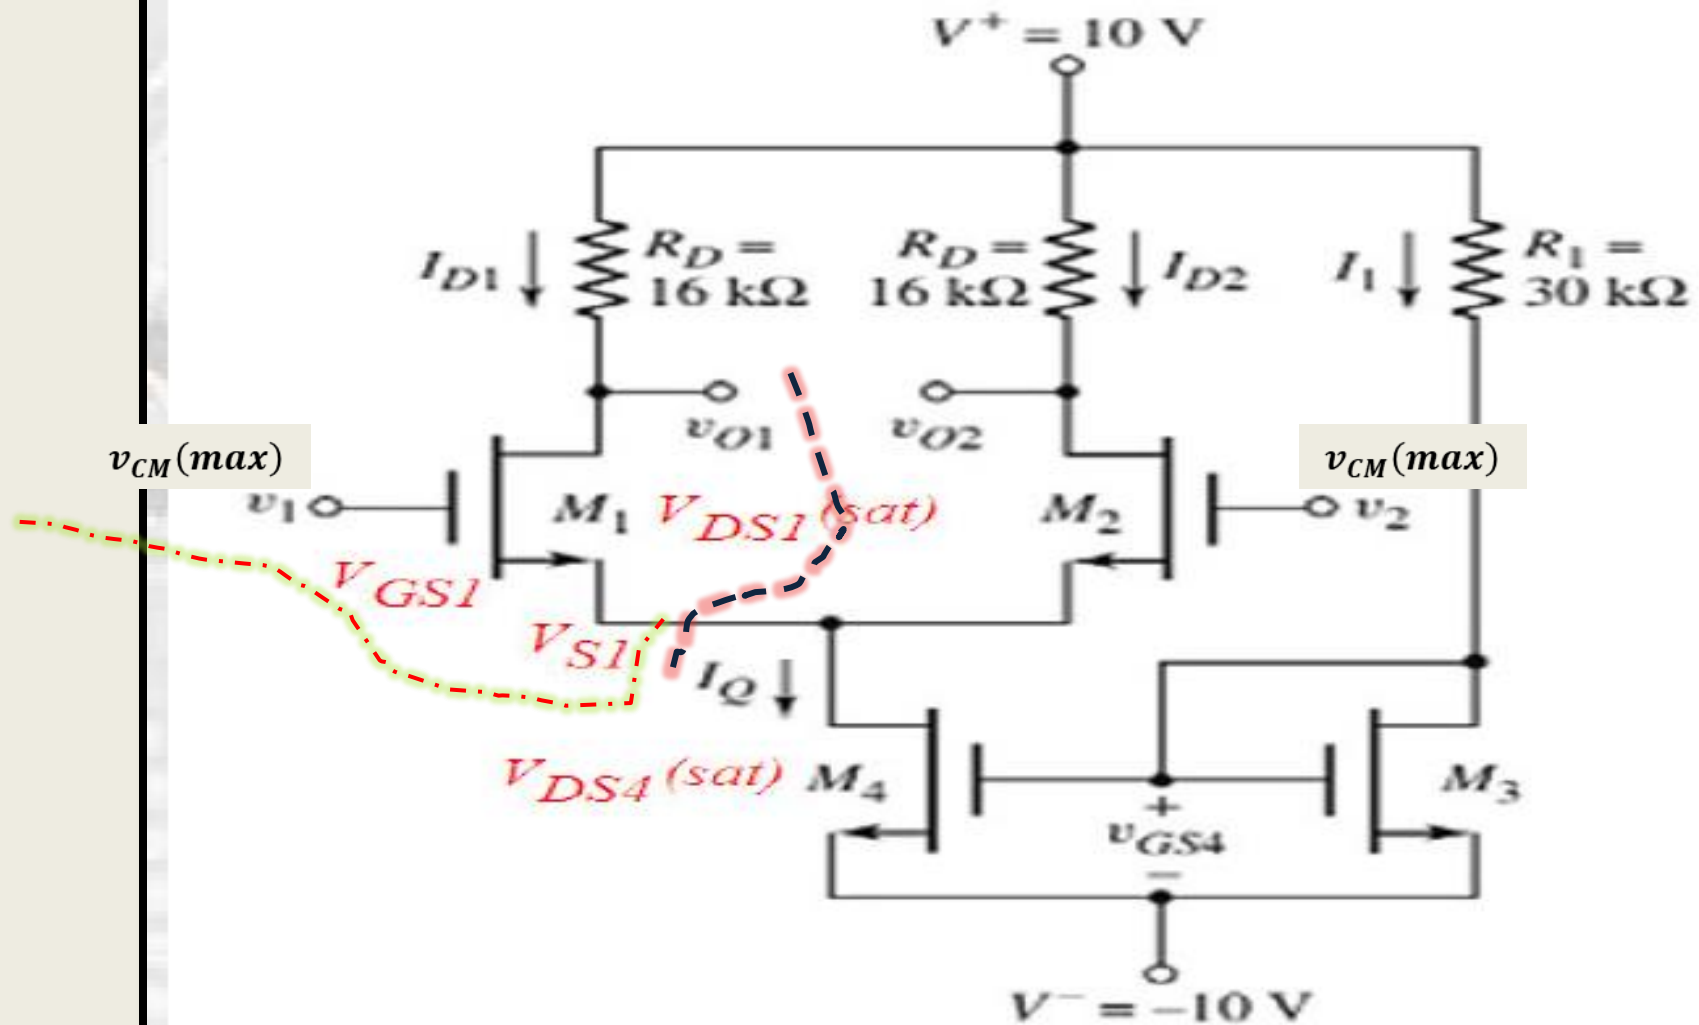 V⁺ = 10 V
R_D = 16 kΩ
I_D1
R_D = 16 kΩ
I_D2
I_1
R_1 = 30 kΩ
v_O1
v_O2
v_CM(max)
v_CM(max)
v_1
M_1
V_DS1(sat)
M_2
v_2
V_GS1
V_S1
I_Q
V_DS4(sat)
M_4
M_3
+
v_GS4
−
V⁻ = −10 V